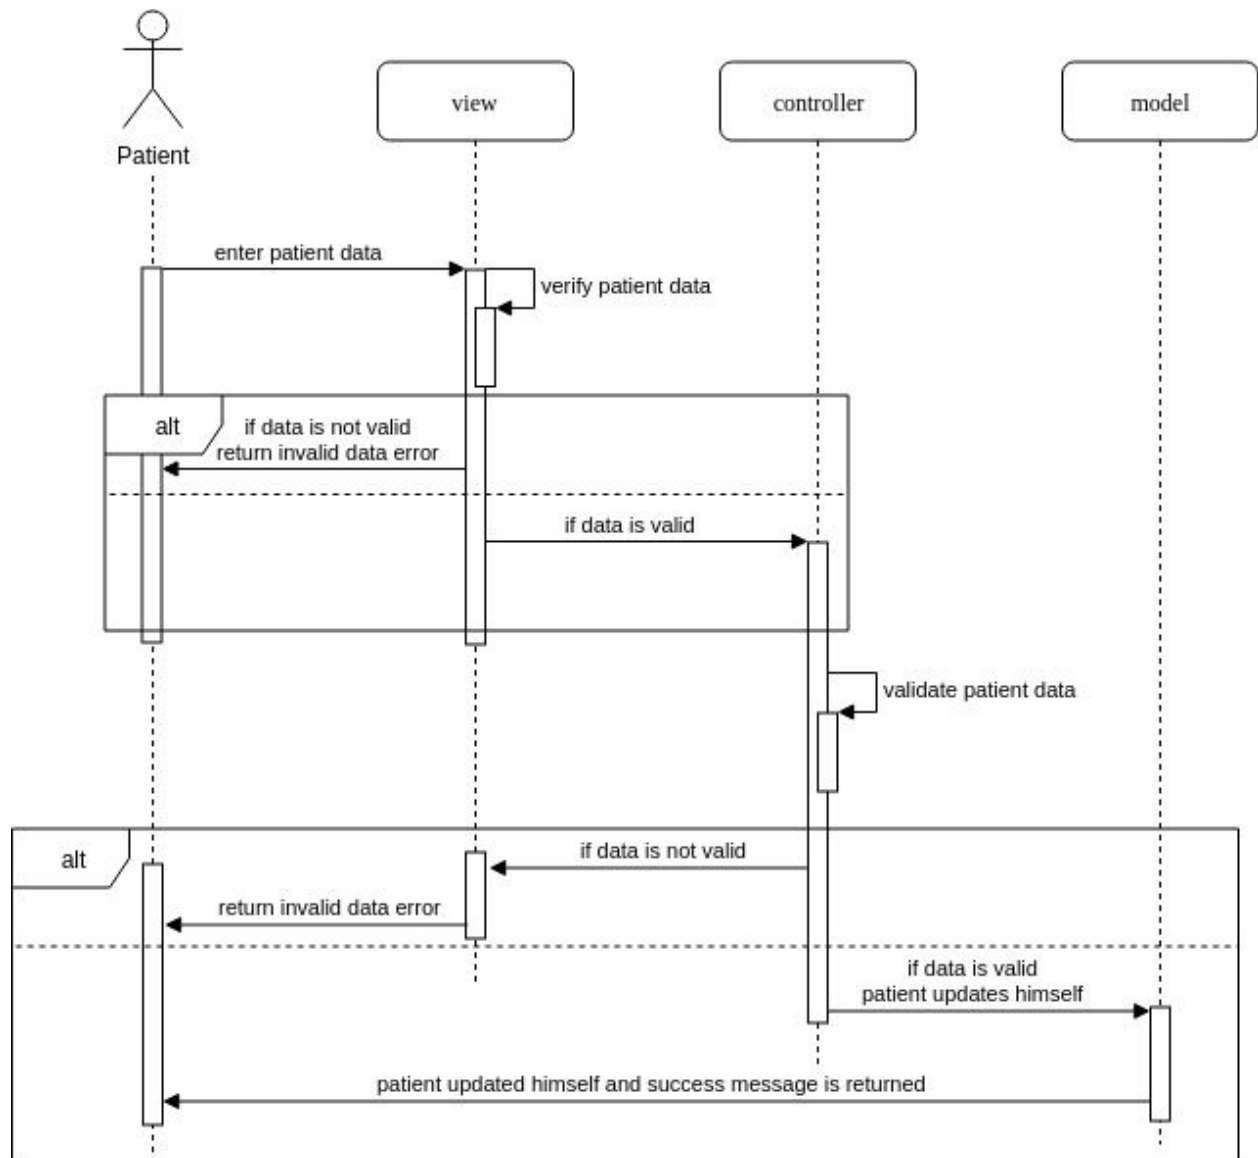 Patient
view
controller
model
enter patient data
verify patient data
alt
if data is not valid
return invalid data error
if data is valid
validate patient data
alt
if data is not valid
return invalid data error
if data is valid
patient updates himself
patient updated himself and success message is returned